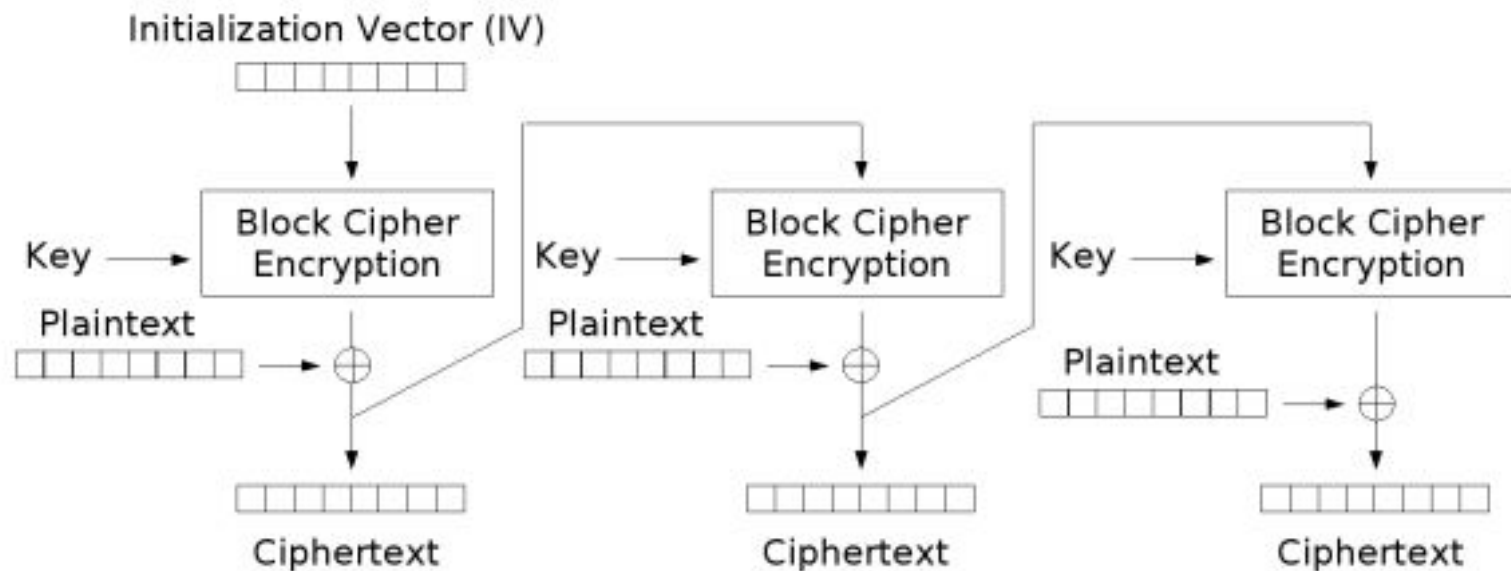 Initialization Vector (IV)
Block Cipher
Encryption
Key
Plaintext
Ciphertext
Block Cipher
Encryption
Key
Plaintext
Ciphertext
Block Cipher
Encryption
Key
Plaintext
Ciphertext